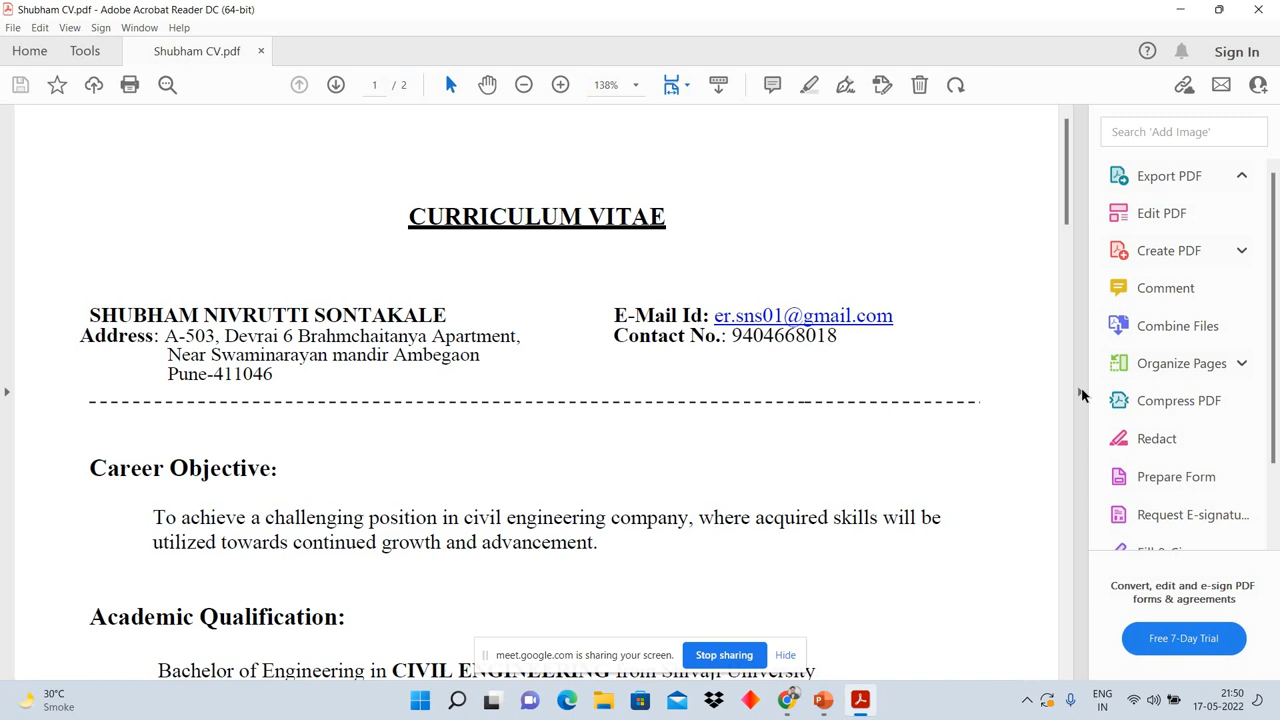 Shubham CV.pdf - Adobe Acrobat Reader DC (64-bit)
File Edit View Sign Window Help
Home Tools Shubham CV.pdf × Sign In
1 / 2 138%
Search 'Add Image'
Export PDF
Edit PDF
Create PDF
Comment
Combine Files
Organize Pages
Compress PDF
Redact
Prepare Form
Request E-signatu...
Convert, edit and e-sign PDF
forms & agreements
Free 7-Day Trial
CURRICULUM VITAE
SHUBHAM NIVRUTTI SONTAKALE E-Mail Id: er.sns01@gmail.com
Address: A-503, Devrai 6 Brahmchaitanya Apartment, Contact No.: 9404668018
Near Swaminarayan mandir Ambegaon
Pune-411046
Career Objective:
To achieve a challenging position in civil engineering company, where acquired skills will be
utilized towards continued growth and advancement.
Academic Qualification:
Bachelor of Engineering in CIVIL ENGINEERING from Shivaji University
meet.google.com is sharing your screen. Stop sharing Hide
30°C
Smoke
ENG
IN
21:50
17-05-2022